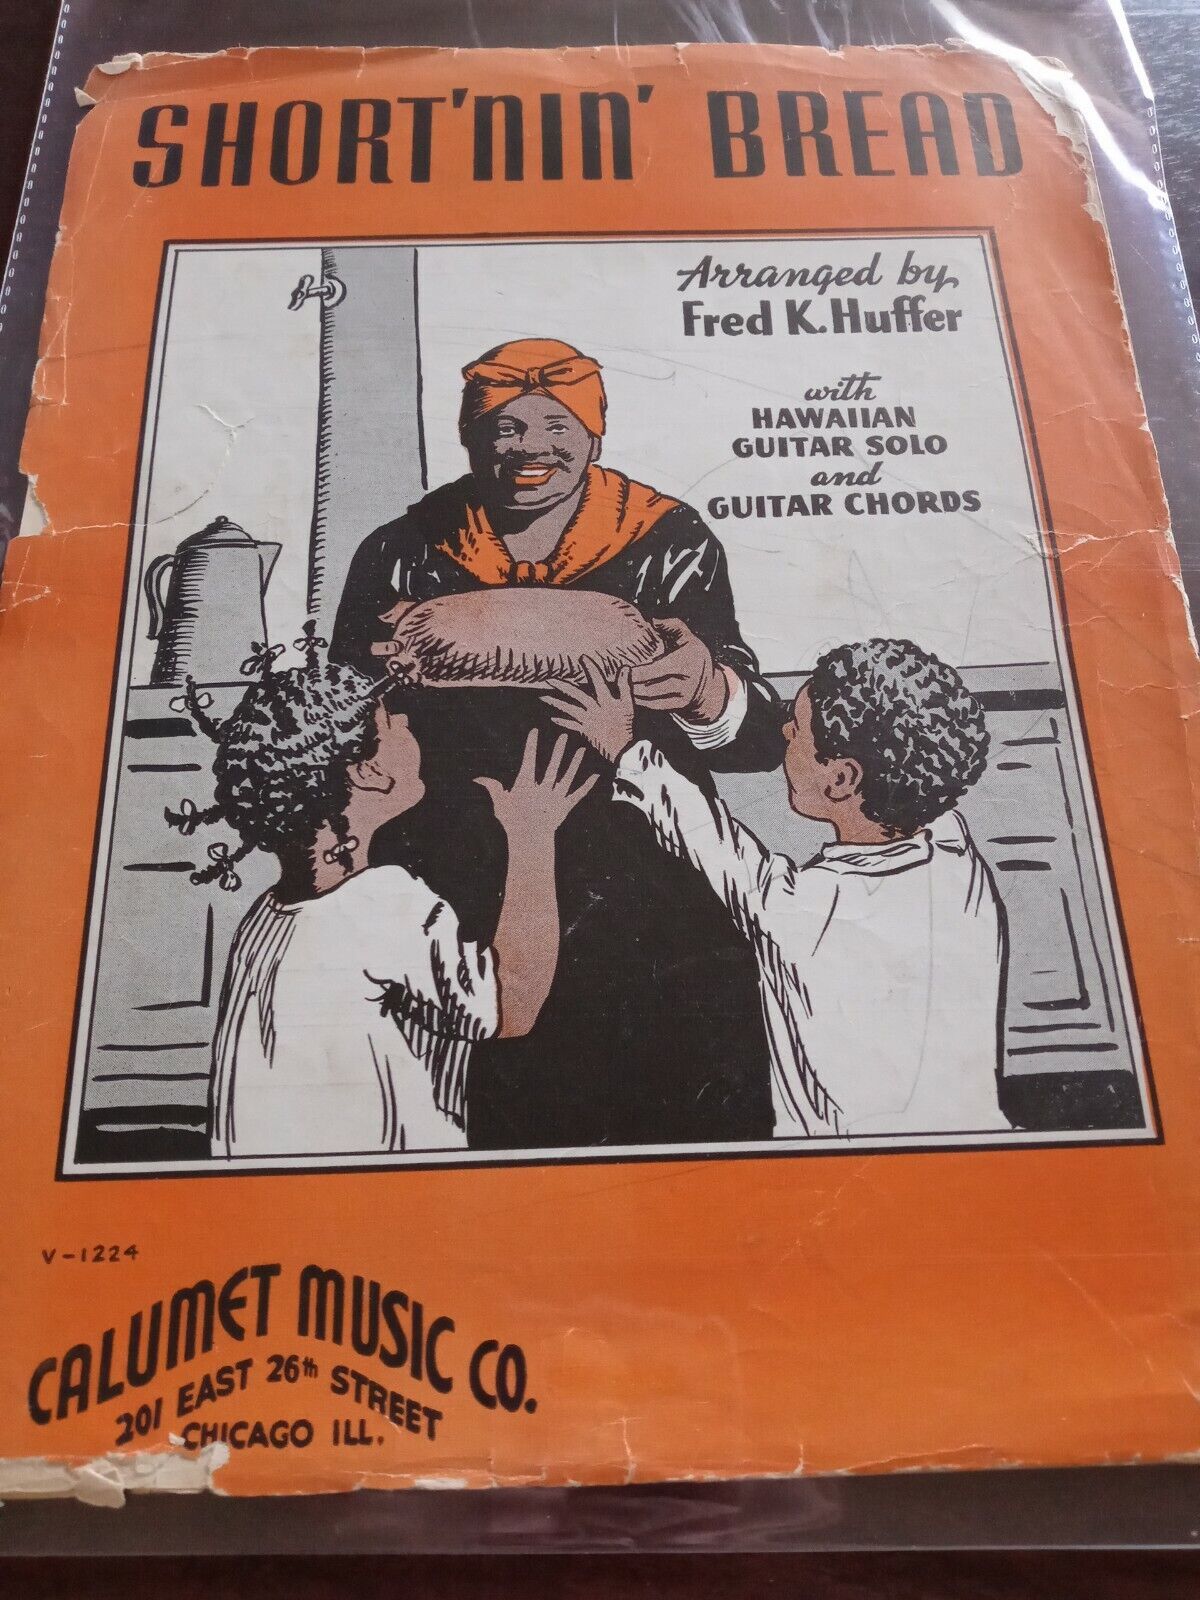 SHORT'NIN' BREAD
Arranged by
Fred K. Huffer
with
HAWAIIAN
GUITAR SOLO
and
GUITAR CHORDS
V-1224
CALUMET MUSIC CO.
201 EAST 26th STREET
CHICAGO ILL.